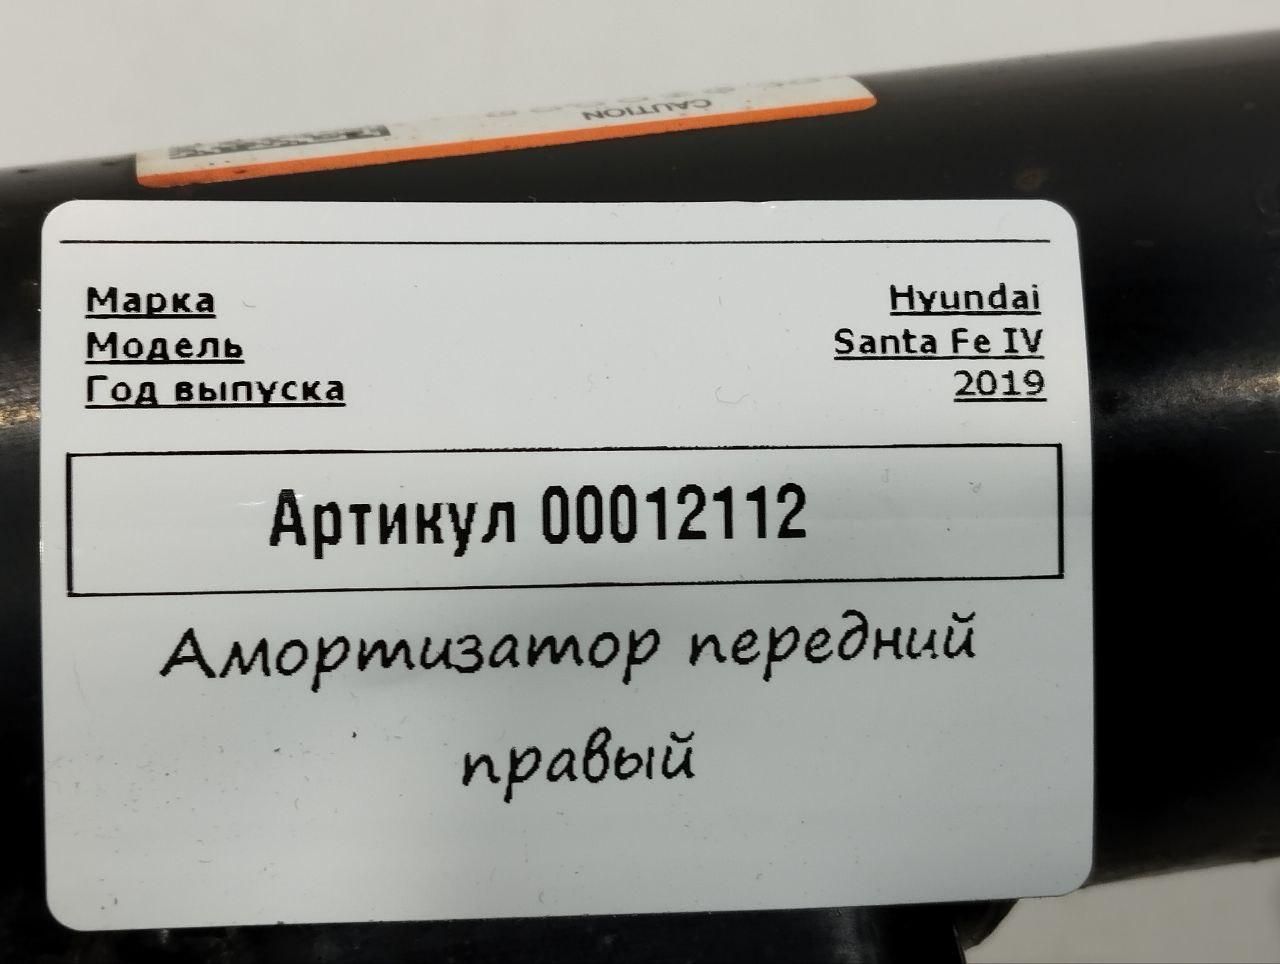 CAUTION
Марка Hyundai
Модель Santa Fe IV
Год выпуска 2019
Артикул 00012112
Амортизатор передний
правый